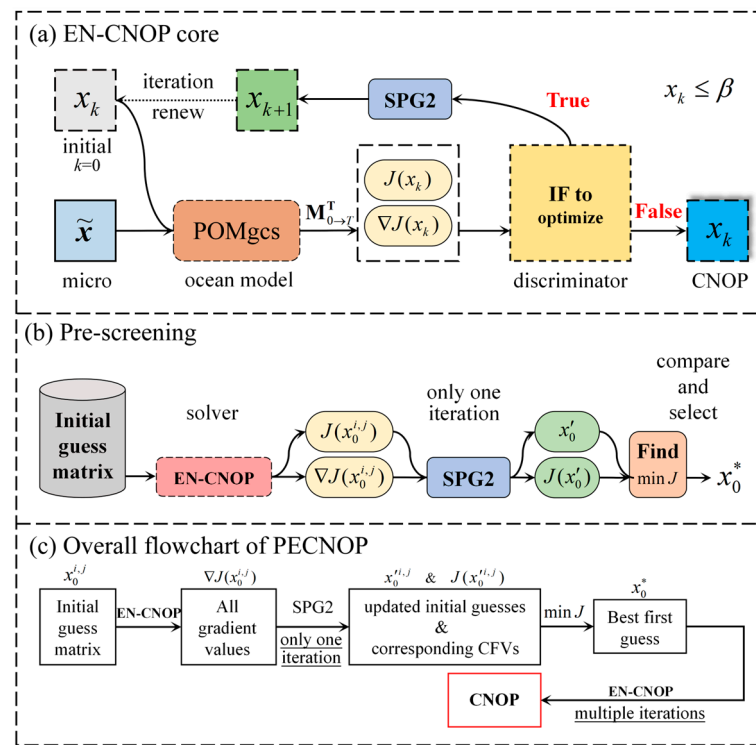 (a) EN-CNOP core
x_k
initial
k=0
iteration
renew
x_{k+1}
SPG2
True
x_k ≤ β
x̃
micro
POMgcs
ocean model
M^T_{0→T}
J(x_k)
∇J(x_k)
IF to
optimize
discriminator
False
x_k
CNOP
(b) Pre-screening
Initial
guess
matrix
solver
EN-CNOP
J(x_0^{i,j})
∇J(x_0^{i,j})
only one
iteration
SPG2
x'_0
J(x'_0)
compare
and
select
Find
min J
x_0^*
(c) Overall flowchart of PECNOP
x_0^{i,j}
Initial
guess
matrix
EN-CNOP
∇J(x_0^{i,j})
All
gradient
values
SPG2
only one
iteration
x'_0^{i,j} & J(x'_0^{i,j})
updated initial guesses
&
corresponding CFVs
min J
x_0^*
Best first
guess
EN-CNOP
multiple iterations
CNOP